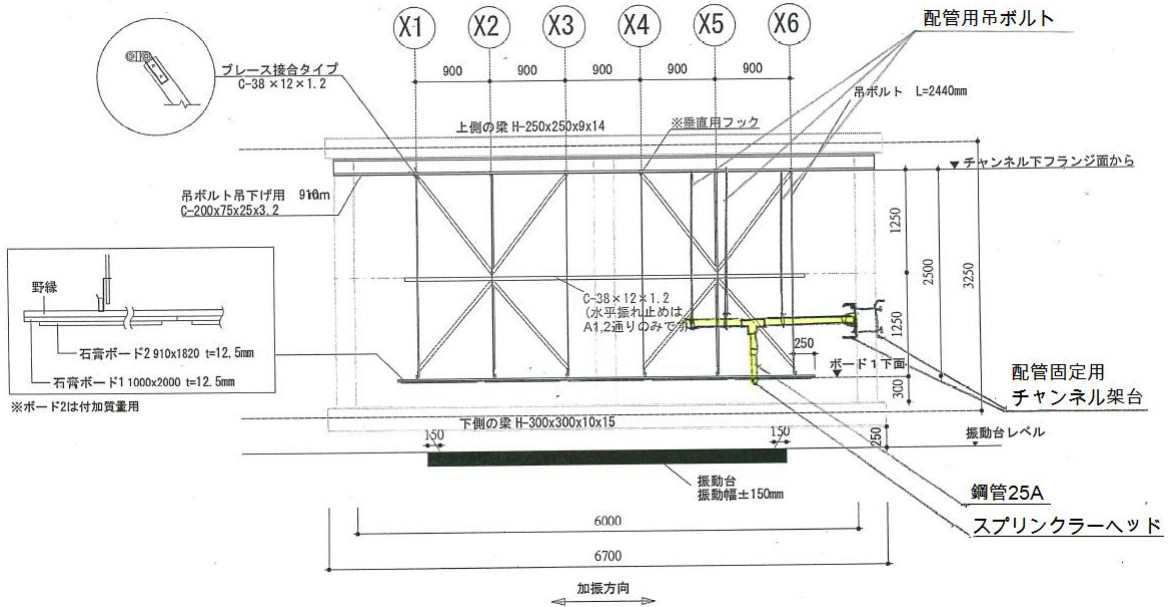 X1 X2 X3 X4 X5 X6
配管用吊ボルト
900 900 900 900 900
ブレース接合タイプ
C-38×12×1.2
吊ボルト L=2440mm
上側の梁 H-250x250x9x14
※垂直用フック
チャンネル下フランジ面から
吊ボルト吊下げ用
C-200x75x25x3.2
1250
2500
3250
野縁
C-38×12×1.2
(水平振れ止めは
A1,2通りのみで
1250
石膏ボード2 910x1820 t=12.5mm
250
ボード1下面
石膏ボード1 1000x2000 t=12.5mm
300
配管固定用
チャンネル架台
※ボード2は付加質量用
下側の梁 H-300x300x10x15
250
振動台レベル
150 150
振動台
振動幅±150mm
鋼管25A
6000
スプリンクラーヘッド
6700
加振方向